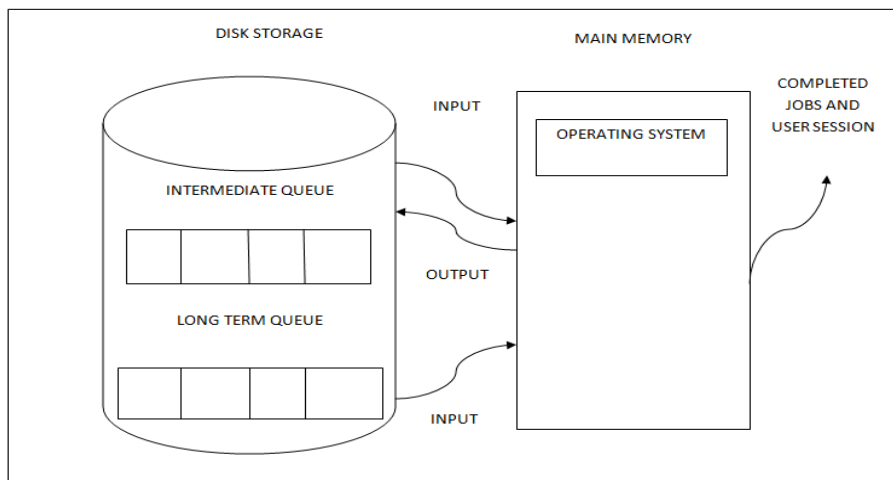 DISK STORAGE
MAIN MEMORY
COMPLETED
JOBS AND
USER SESSION
INPUT
OPERATING SYSTEM
INTERMEDIATE QUEUE
OUTPUT
LONG TERM QUEUE
INPUT